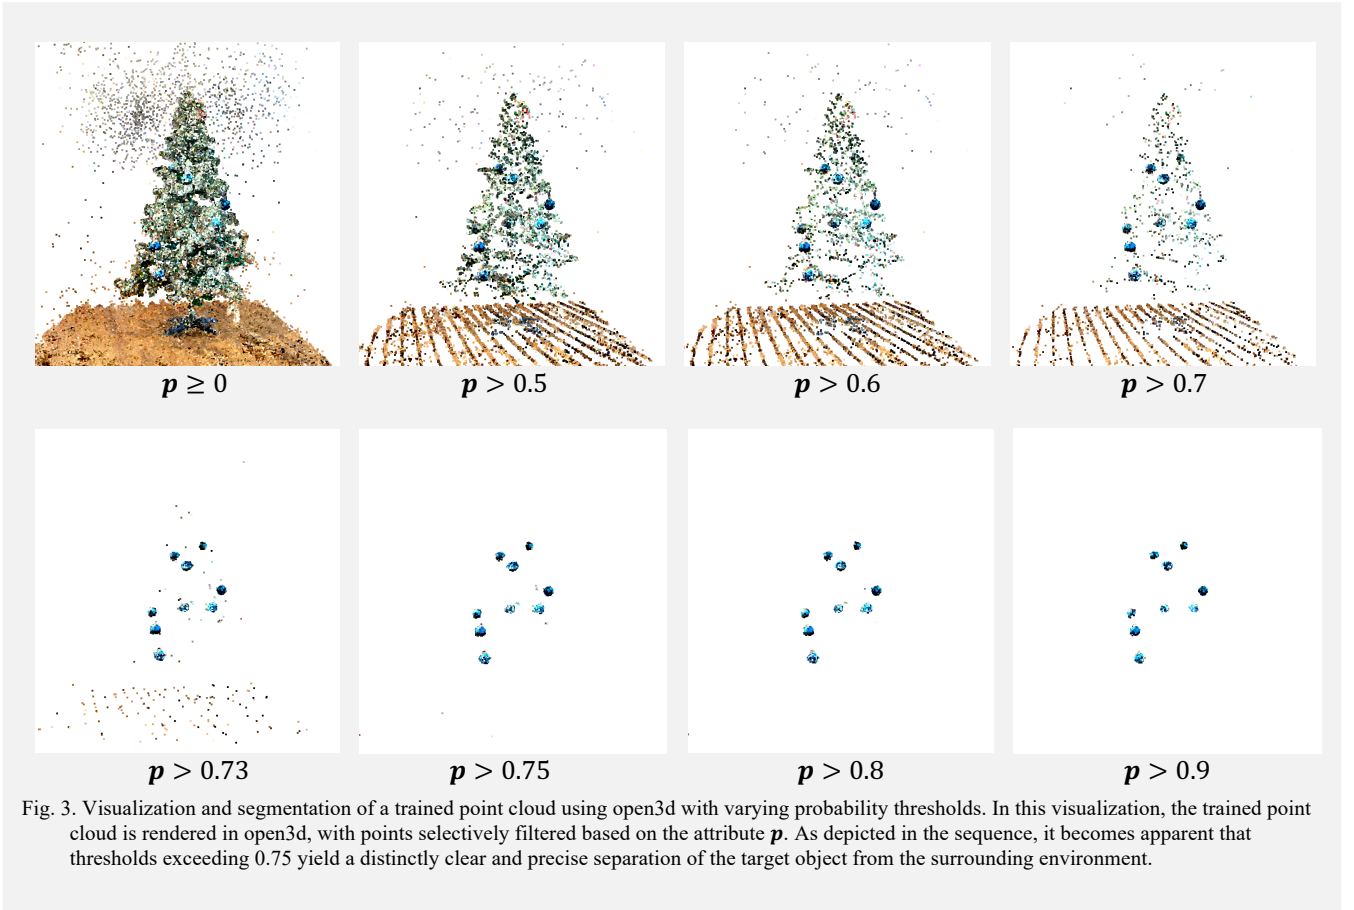 p ≥ 0
p > 0.5
p > 0.6
p > 0.7
p > 0.73
p > 0.75
p > 0.8
p > 0.9
Fig. 3. Visualization and segmentation of a trained point cloud using open3d with varying probability thresholds. In this visualization, the trained point
cloud is rendered in open3d, with points selectively filtered based on the attribute p. As depicted in the sequence, it becomes apparent that
thresholds exceeding 0.75 yield a distinctly clear and precise separation of the target object from the surrounding environment.